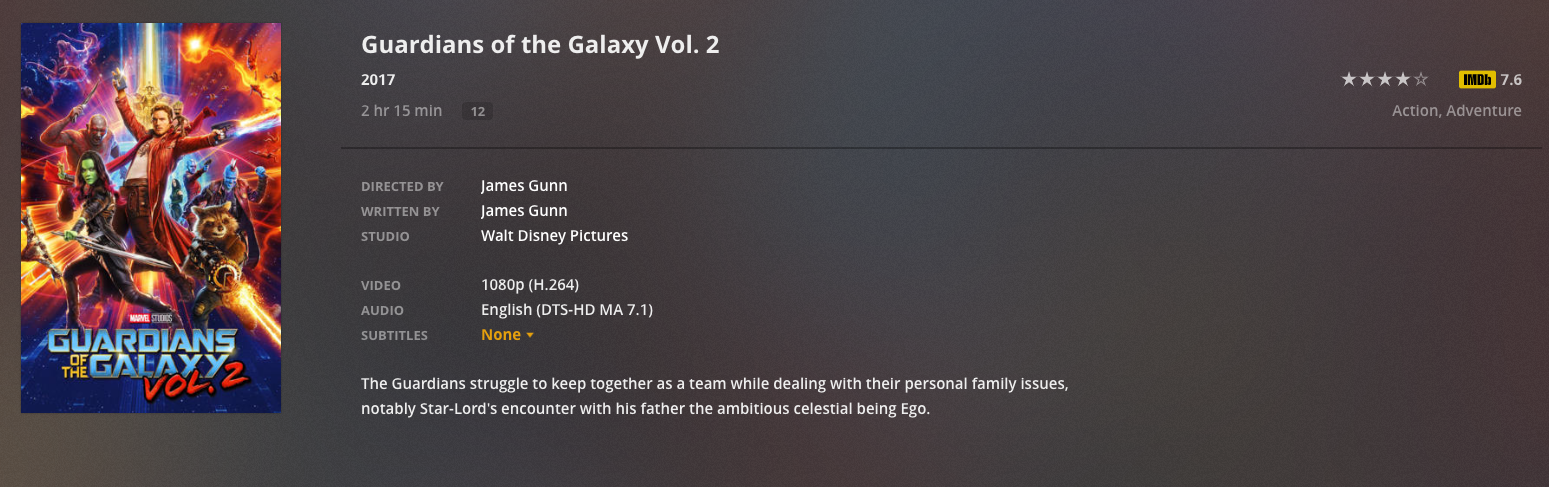 MARVEL STUDIOS
GUARDIANS
OF THE GALAXY
VOL. 2
Guardians of the Galaxy Vol. 2
2017
2 hr 15 min 12
★★★★☆ IMDb 7.6
Action, Adventure
DIRECTED BY James Gunn
WRITTEN BY James Gunn
STUDIO Walt Disney Pictures
VIDEO 1080p (H.264)
AUDIO English (DTS-HD MA 7.1)
SUBTITLES None
The Guardians struggle to keep together as a team while dealing with their personal family issues,
notably Star-Lord's encounter with his father the ambitious celestial being Ego.